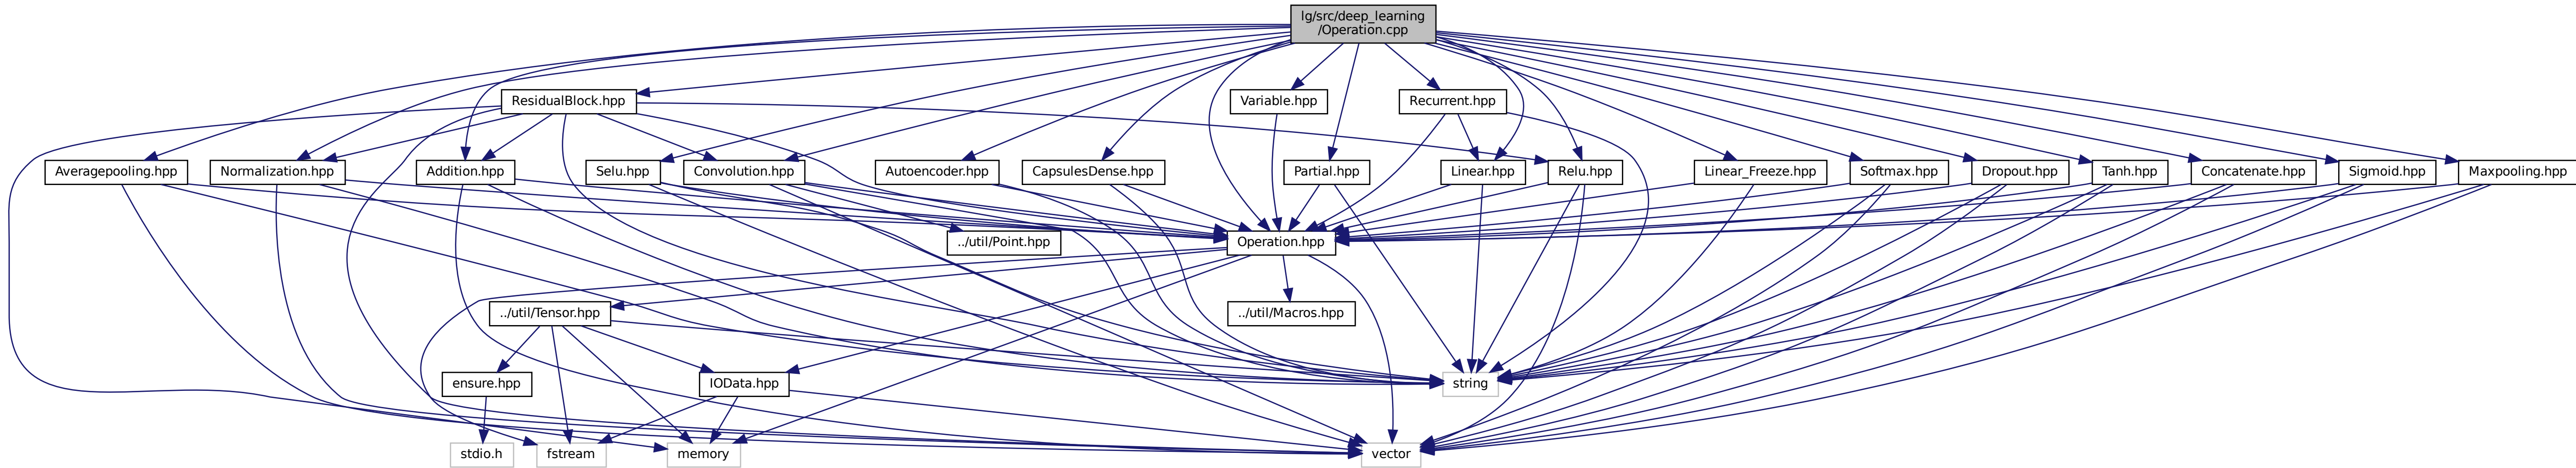 lg/src/deep_learning
/Operation.cpp
ResidualBlock.hpp
Variable.hpp
Recurrent.hpp
Averagepooling.hpp
Normalization.hpp
Addition.hpp
Selu.hpp
Convolution.hpp
Autoencoder.hpp
CapsulesDense.hpp
Partial.hpp
Linear.hpp
Relu.hpp
Linear_Freeze.hpp
Softmax.hpp
Dropout.hpp
Tanh.hpp
Concatenate.hpp
Sigmoid.hpp
Maxpooling.hpp
../util/Point.hpp
Operation.hpp
../util/Tensor.hpp
../util/Macros.hpp
ensure.hpp
IOData.hpp
string
stdio.h
fstream
memory
vector